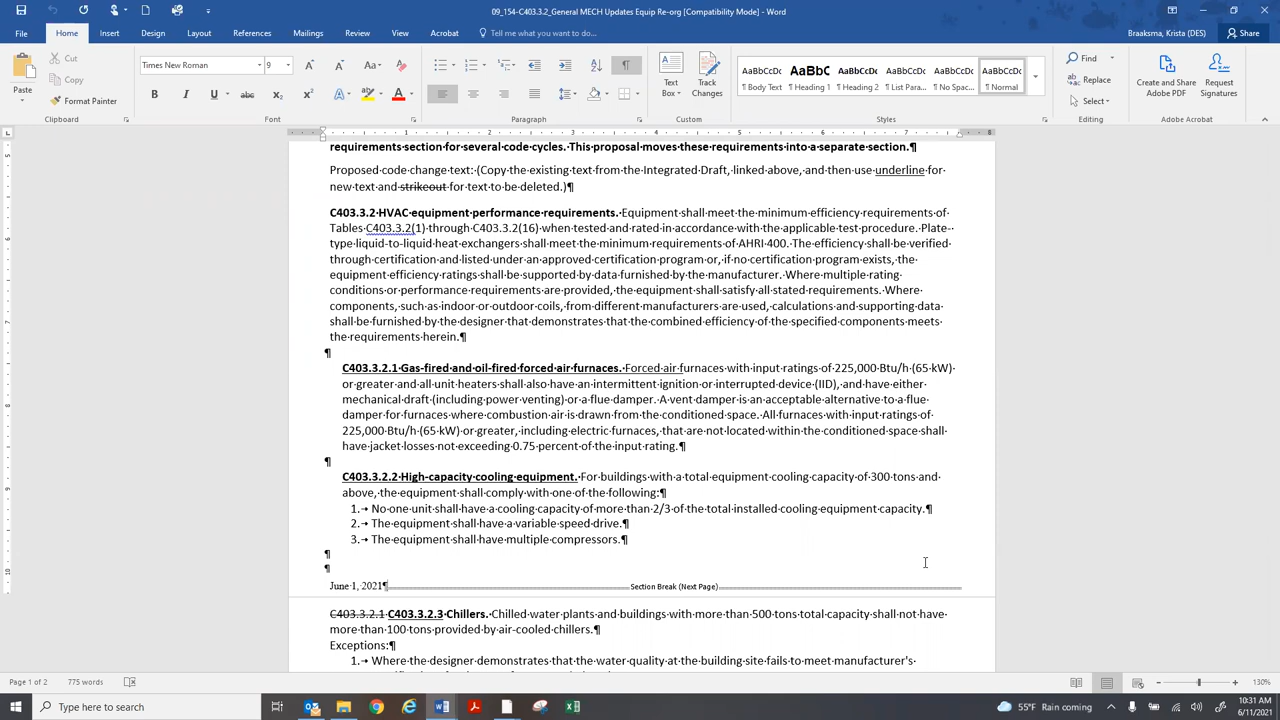 09_154-C403.3.2_General MECH Updates Equip Re-org [Compatibility Mode] - Word
Braaksma, Krista (DES)
File Home Insert Design Layout References Mailings Review View Acrobat Tell me what you want to do... Share
Paste
Cut
Copy
Format Painter
Clipboard
Times New Roman 9
Font
Paragraph
Text Box
Track Changes
Custom
AaBbCcDc AaBbC AaBbCcDc AaBbCcDc AaBbCcDc AaBbCcDc
¶ Body Text ¶ Heading 1 ¶ Heading 2 ¶ List Para... ¶ No Spac... ¶ Normal
Styles
Find
Replace
Select
Editing
Create and Share Adobe PDF
Request Signatures
Adobe Acrobat
requirements·section·for·several·code·cycles.·This·proposal·moves·these·requirements·into·a·separate·section.¶
Proposed·code·change·text:·(Copy·the·existing·text·from·the·Integrated·Draft,·linked·above,·and·then·use·underline·for·
new·text·and·strikeout·for·text·to·be·deleted.)¶
C403.3.2·HVAC·equipment·performance·requirements.·Equipment·shall·meet·the·minimum·efficiency·requirements·of·
Tables·C403.3.2(1)·through·C403.3.2(16)·when·tested·and·rated·in·accordance·with·the·applicable·test·procedure.·Plate-·
type·liquid-to-liquid·heat·exchangers·shall·meet·the·minimum·requirements·of·AHRI·400.·The·efficiency·shall·be·verified·
through·certification·and·listed·under·an·approved·certification·program·or,·if·no·certification·program·exists,·the·
equipment·efficiency·ratings·shall·be·supported·by·data·furnished·by·the·manufacturer.·Where·multiple·rating·
conditions·or·performance·requirements·are·provided,·the·equipment·shall·satisfy·all·stated·requirements.·Where·
components,·such·as·indoor·or·outdoor·coils,·from·different·manufacturers·are·used,·calculations·and·supporting·data·
shall·be·furnished·by·the·designer·that·demonstrates·that·the·combined·efficiency·of·the·specified·components·meets·
the·requirements·herein.¶
¶
C403.3.2.1·Gas-fired·and·oil-fired·forced·air·furnaces.·Forced·air·furnaces·with·input·ratings·of·225,000·Btu/h·(65·kW)·
or·greater·and·all·unit·heaters·shall·also·have·an·intermittent·ignition·or·interrupted·device·(IID),·and·have·either·
mechanical·draft·(including·power·venting)·or·a·flue·damper.·A·vent·damper·is·an·acceptable·alternative·to·a·flue·
damper·for·furnaces·where·combustion·air·is·drawn·from·the·conditioned·space.·All·furnaces·with·input·ratings·of·
225,000·Btu/h·(65·kW)·or·greater,·including·electric·furnaces,·that·are·not·located·within·the·conditioned·space·shall·
have·jacket·losses·not·exceeding·0.75·percent·of·the·input·rating.¶
¶
C403.3.2.2·High-capacity·cooling·equipment.·For·buildings·with·a·total·equipment·cooling·capacity·of·300·tons·and·
above,·the·equipment·shall·comply·with·one·of·the·following:¶
1.→No·one·unit·shall·have·a·cooling·capacity·of·more·than·2/3·of·the·total·installed·cooling·equipment·capacity.¶
2.→The·equipment·shall·have·a·variable·speed·drive.¶
3.→The·equipment·shall·have·multiple·compressors.¶
¶
¶
June·1,·2021¶ Section Break (Next Page)
C403.3.2.1·C403.3.2.3·Chillers.·Chilled·water·plants·and·buildings·with·more·than·500·tons·total·capacity·shall·not·have·
more·than·100·tons·provided·by·air-cooled·chillers.¶
Exceptions:¶
1.→Where·the·designer·demonstrates·that·the·water·quality·at·the·building·site·fails·to·meet·manufacturer's·
Page 1 of 2 775 words 130%
Type here to search
55°F Raining now
10:31 AM
6/11/2021